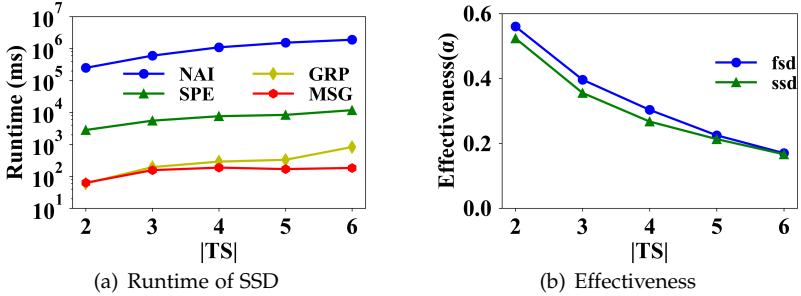 10^7
10^6
10^5
10^4
10^3
10^2
10^1
Runtime (ms)
NAI
GRP
SPE
MSG
2 3 4 5 6
|TS|
(a) Runtime of SSD
0.6
0.4
0.2
0.0
Effectiveness(α)
fsd
ssd
2 3 4 5 6
|TS|
(b) Effectiveness